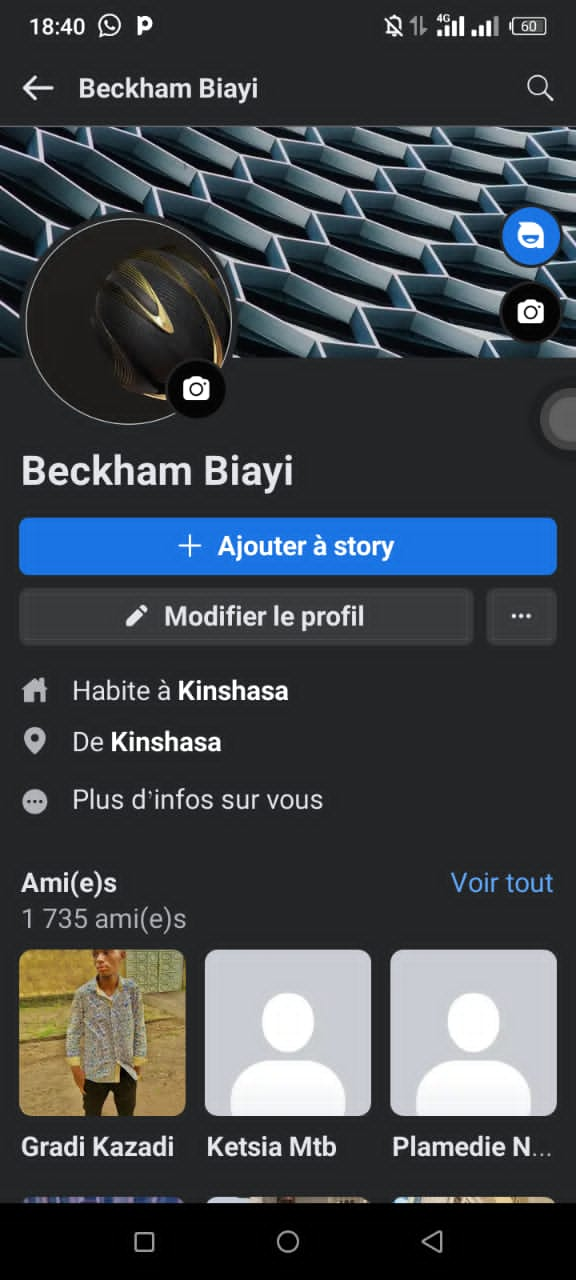 18:40
4G
60
Beckham Biayi
Beckham Biayi
+ Ajouter à story
Modifier le profil
Habite à Kinshasa
De Kinshasa
Plus d'infos sur vous
Ami(e)s
Voir tout
1 735 ami(e)s
Gradi Kazadi
Ketsia Mtb
Plamedie N...